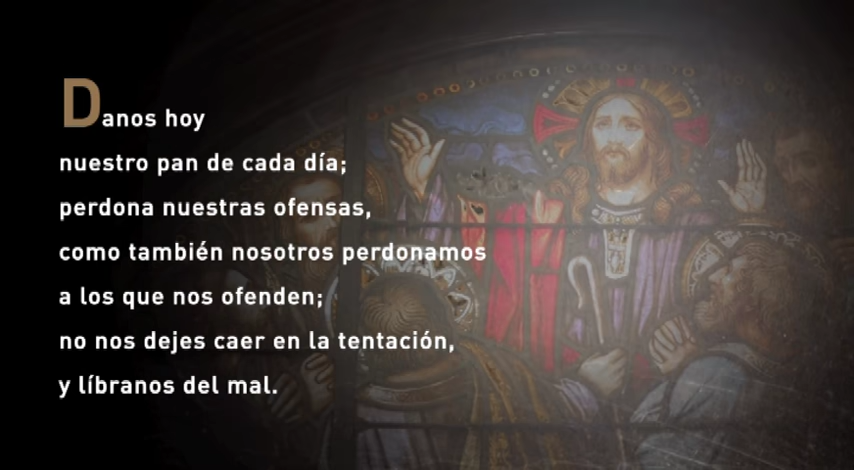 Danos hoy
nuestro pan de cada día;
perdona nuestras ofensas,
como también nosotros perdonamos
a los que nos ofenden;
no nos dejes caer en la tentación,
y líbranos del mal.